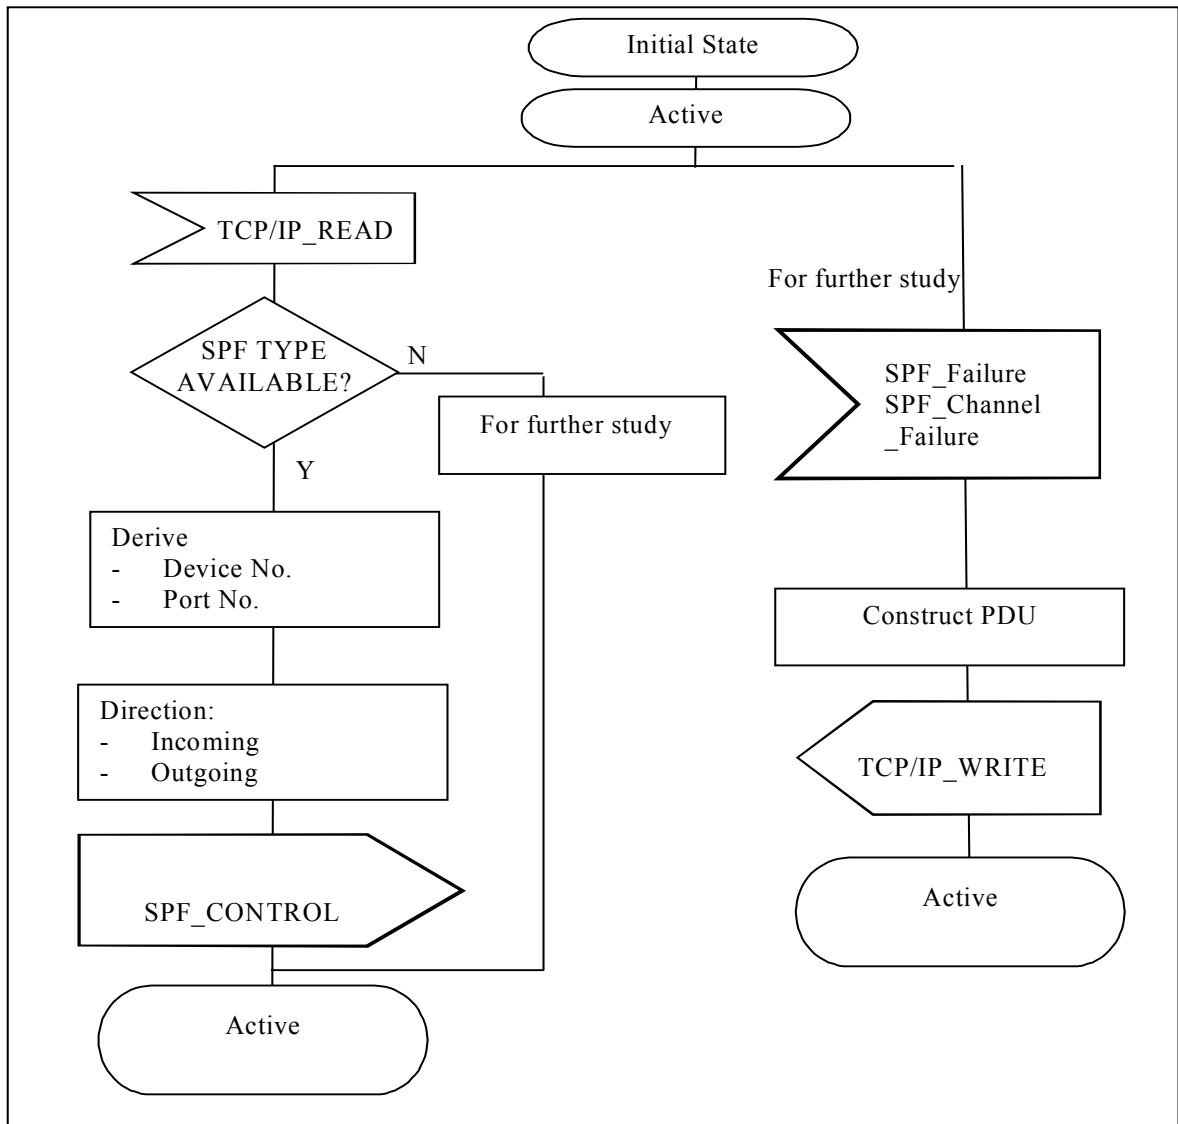 Initial State
Active
TCP/IP_READ
SPF TYPE
AVAILABLE?
N
Y
For further study
Derive
- Device No.
- Port No.
Direction:
- Incoming
- Outgoing
SPF_CONTROL
Active
For further study
SPF_Failure
SPF_Channel
_Failure
Construct PDU
TCP/IP_WRITE
Active